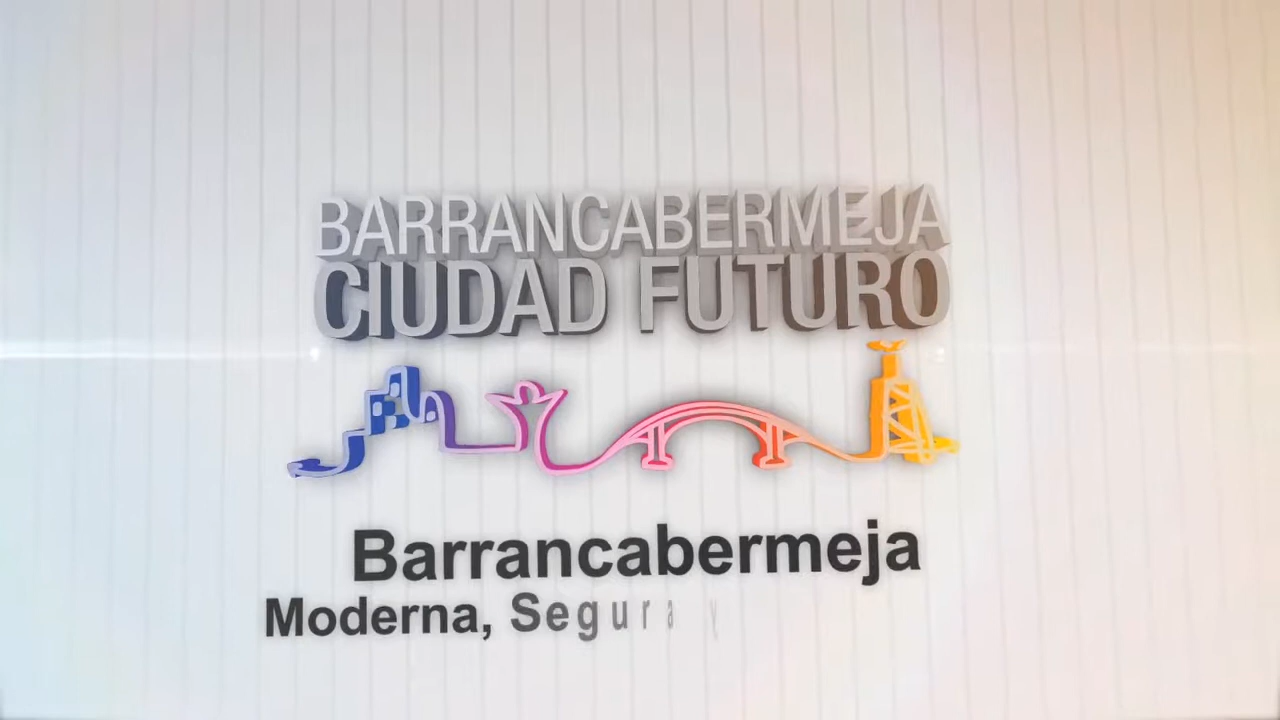 BARRANCABERMEJA
CIUDAD FUTURO
Barrancabermeja
Moderna, Segura y